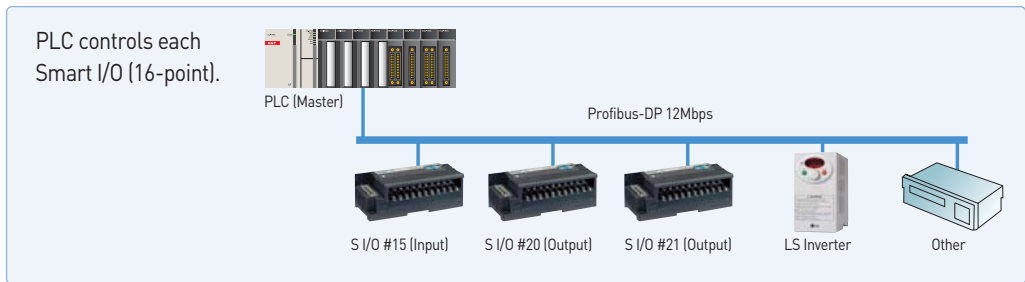 PLC controls each
Smart I/O (16-point).
PLC (Master)
Profibus-DP 12Mbps
S I/O #15 (Input)
S I/O #20 (Output)
S I/O #21 (Output)
LS Inverter
Other